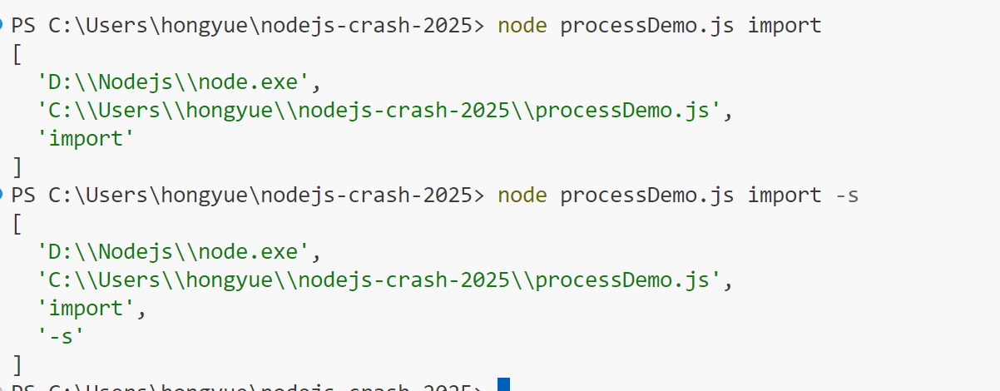 PS C:\Users\hongyue\nodejs-crash-2025> node processDemo.js import
[
  'D:\\Nodejs\\node.exe',
  'C:\\Users\\hongyue\\nodejs-crash-2025\\processDemo.js',
  'import'
]
PS C:\Users\hongyue\nodejs-crash-2025> node processDemo.js import -s
[
  'D:\\Nodejs\\node.exe',
  'C:\\Users\\hongyue\\nodejs-crash-2025\\processDemo.js',
  'import',
  '-s'
]
PS C:\Users\hongyue\nodejs-crash-2025>